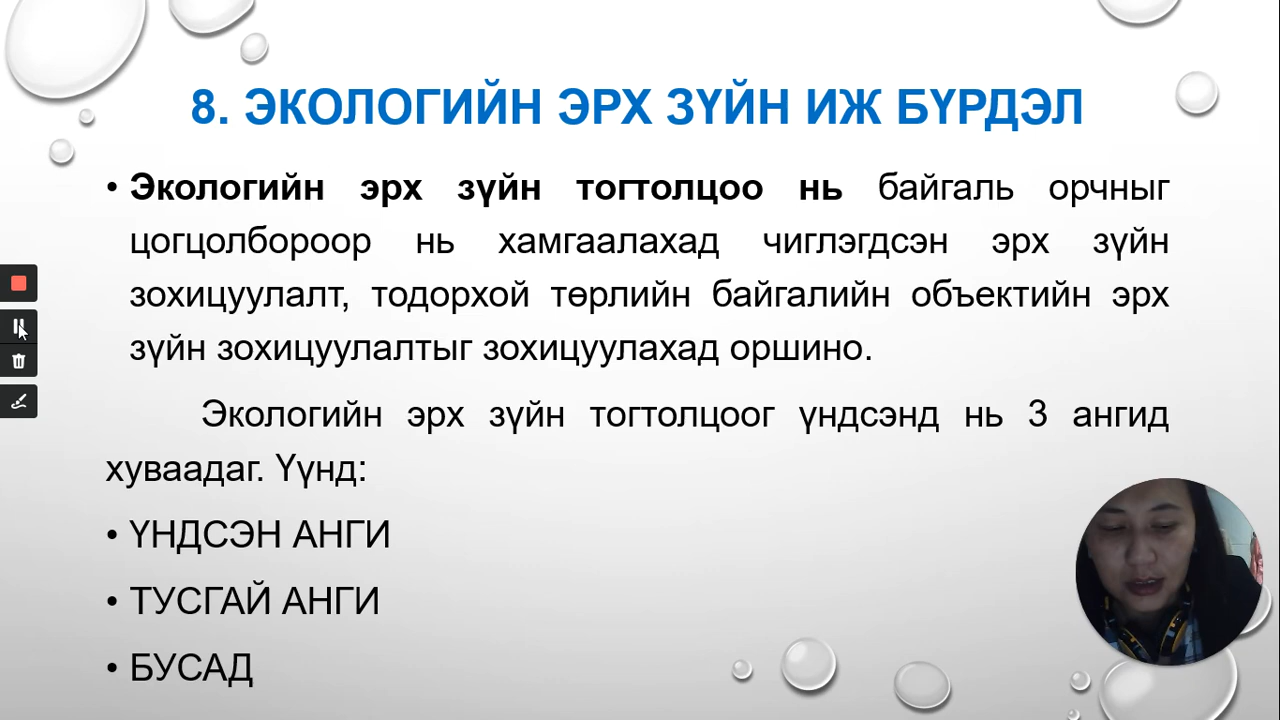 8. ЭКОЛОГИЙН ЭРХ ЗҮЙН ИЖ БҮРДЭЛ
• Экологийн эрх зүйн тогтолцоо нь байгаль орчныг
цогцолбороор нь хамгаалахад чиглэгдсэн эрх зүйн
зохицуулалт, тодорхой төрлийн байгалийн объектийн эрх
зүйн зохицуулалтыг зохицуулахад оршино.
Экологийн эрх зүйн тогтолцоог үндсэнд нь 3 ангид
хуваадаг. Үүнд:
• ҮНДСЭН АНГИ
• ТУСГАЙ АНГИ
• БУСАД